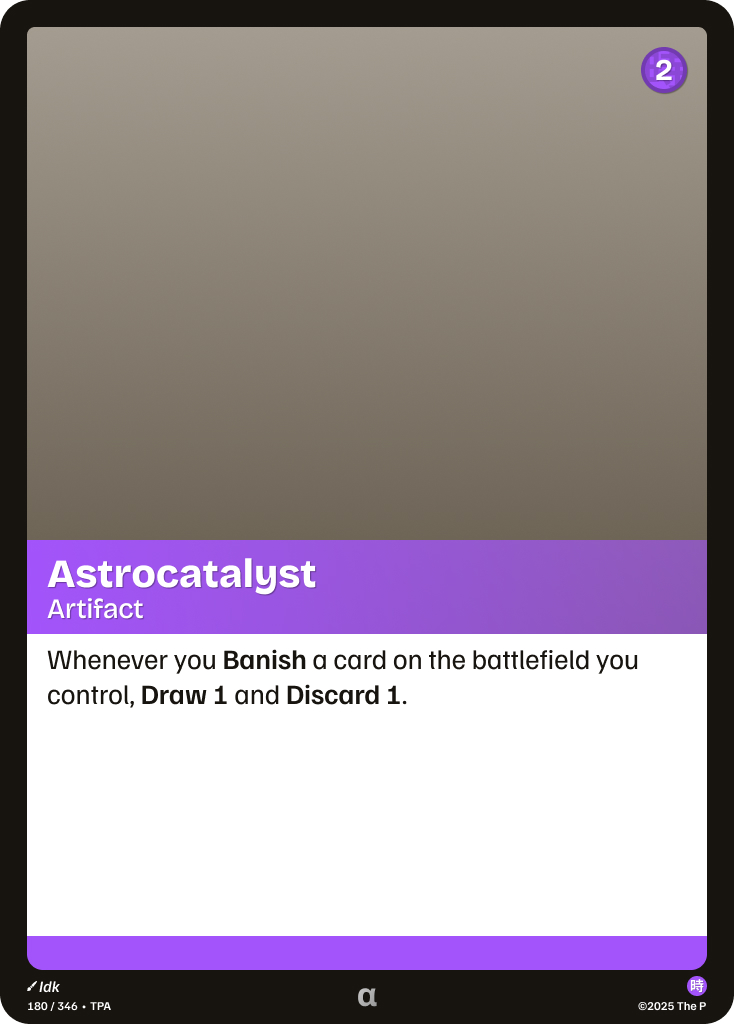 2
Astrocatalyst
Artifact
Whenever you Banish a card on the battlefield you
control, Draw 1 and Discard 1.
Idk
180 / 346 • TPA
α
時
©2025 The P